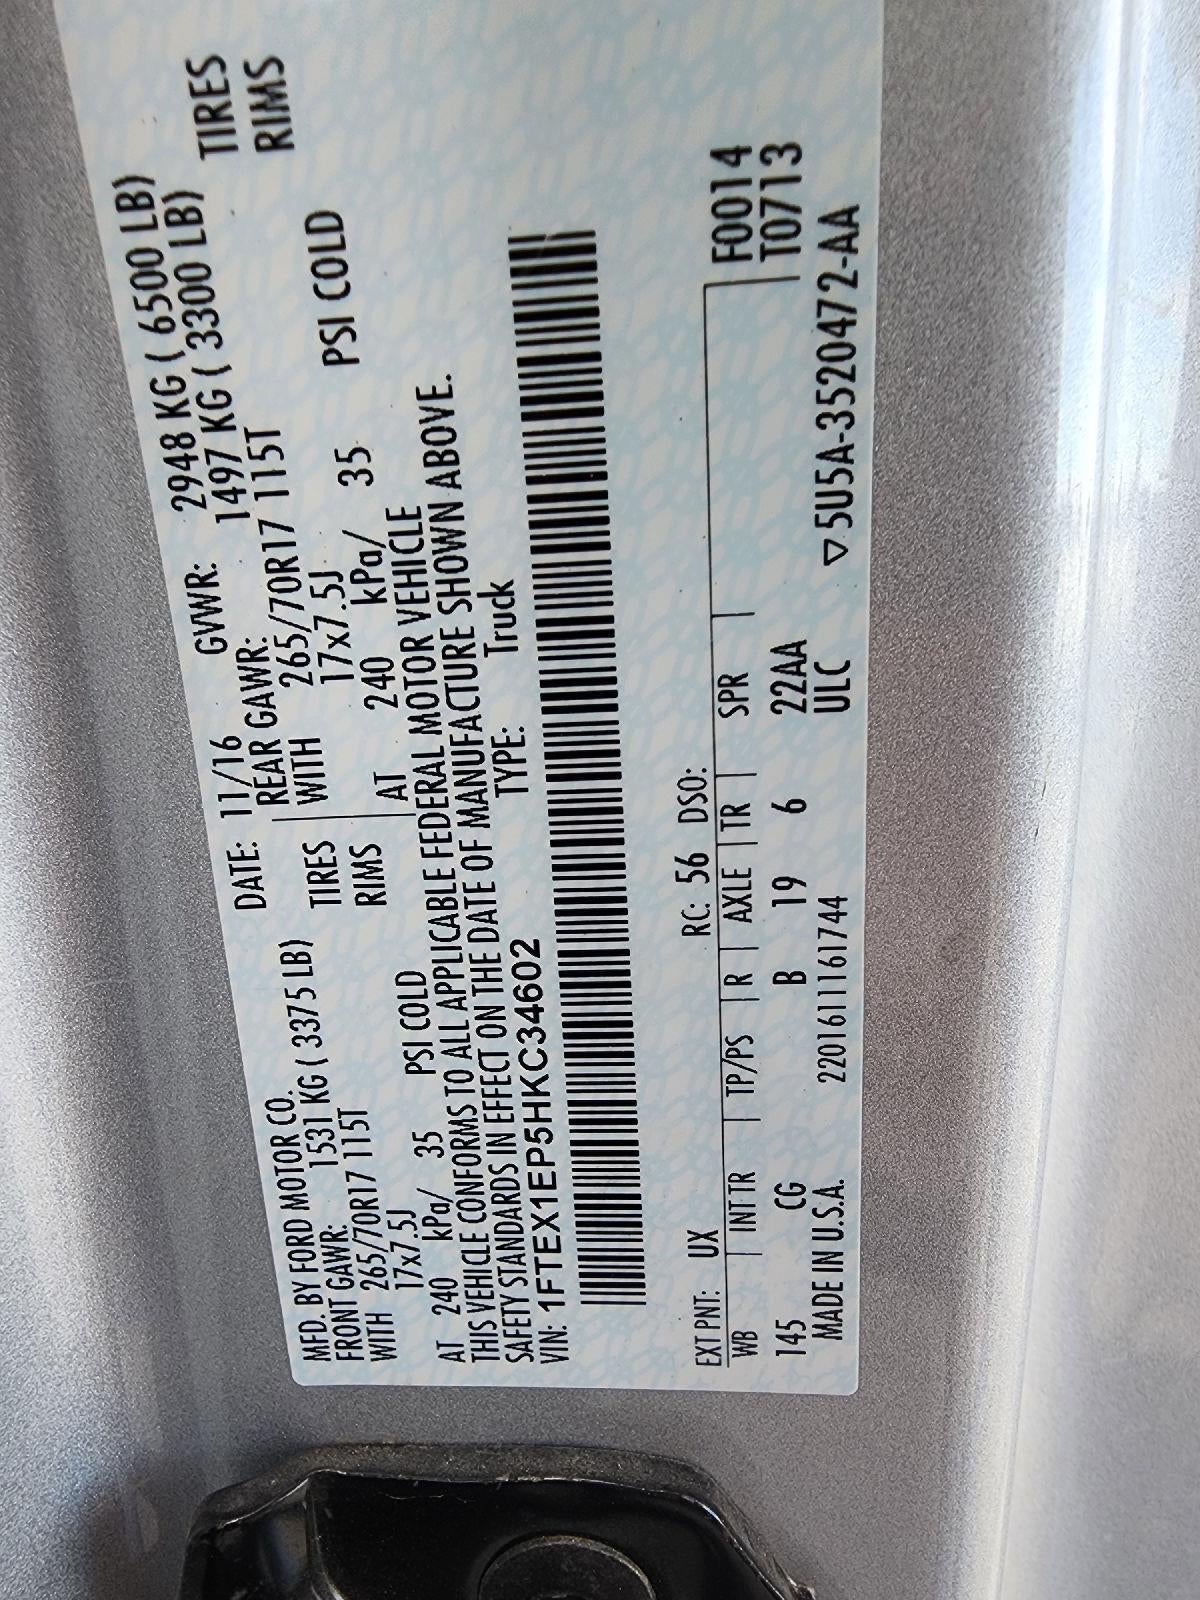 MFD. BY FORD MOTOR CO. DATE: 11/16 GVWR: 2948 KG ( 6500 LB)
FRONT GAWR: 1531 KG ( 3375 LB) REAR GAWR: 1497 KG ( 3300 LB)
WITH 265/70R17 115T TIRES WITH 265/70R17 115T TIRES
17x7.5J RIMS 17x7.5J RIMS
AT 240 kPa/ 35 PSI COLD AT 240 kPa/ 35 PSI COLD
THIS VEHICLE CONFORMS TO ALL APPLICABLE FEDERAL MOTOR VEHICLE
SAFETY STANDARDS IN EFFECT ON THE DATE OF MANUFACTURE SHOWN ABOVE.
VIN: 1FTEX1EP5HKC34602 TYPE: Truck
EXT PNT: UX RC: 56 DSO: F0014
WB INT TR TP/PS R AXLE TR SPR T0713
145 CG B 19 6 22AA
MADE IN U.S.A. 220161116 1744 ULC ▽5U5A-3520472-AA